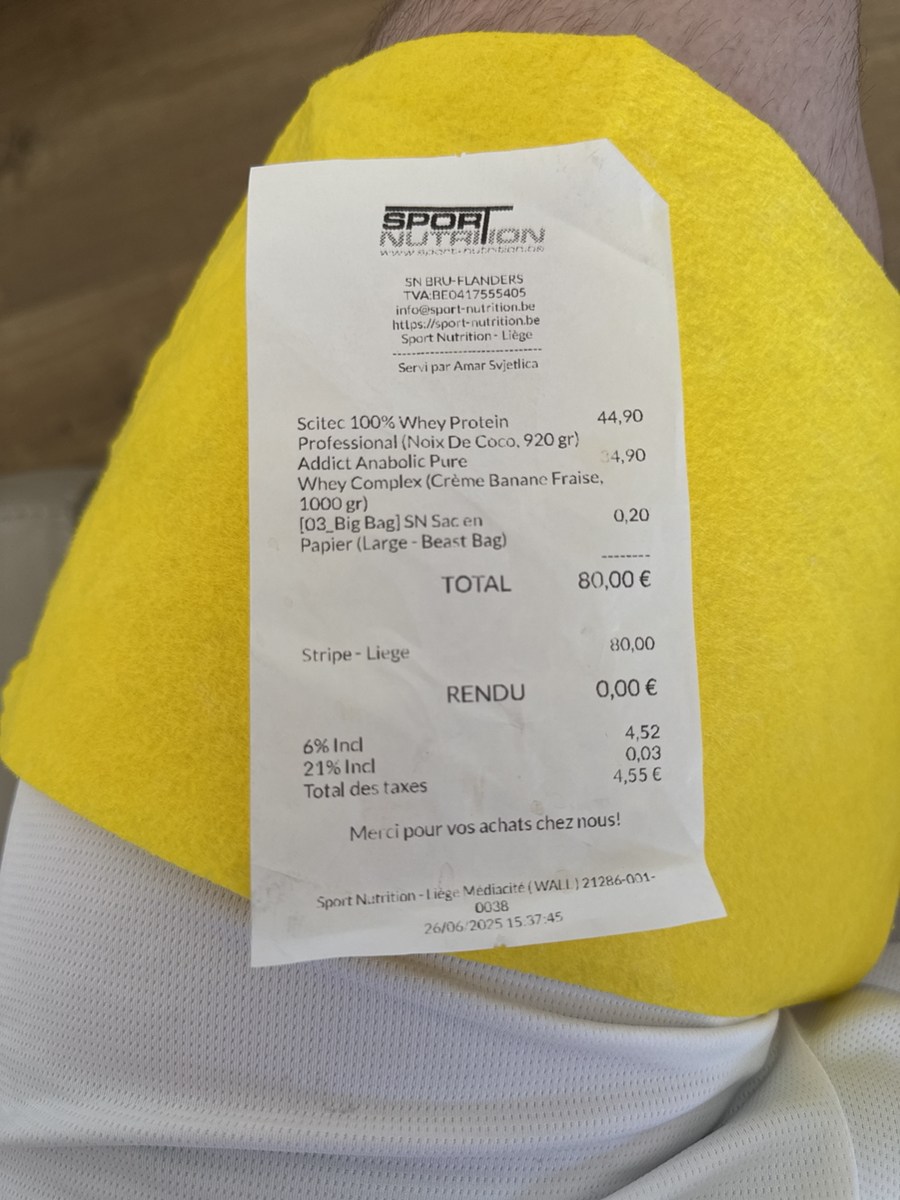 SPORT
NUTRITION
www.sport-nutrition.be
SN BRU-FLANDERS
TVA:BE0417555405
info@sport-nutrition.be
https://sport-nutrition.be
Sport Nutrition - Liège
--------------------------------
Servi par Amar Svjetlica
Scitec 100% Whey Protein 44,90
Professional (Noix De Coco, 920 gr)
Addict Anabolic Pure 34,90
Whey Complex (Crème Banane Fraise,
1000 gr)
[03_Big Bag] SN Sac en 0,20
Papier (Large - Beast Bag)
--------
TOTAL 80,00 €
Stripe - Liege 80,00
RENDU 0,00 €
6% Incl 4,52
21% Incl 0,03
Total des taxes 4,55 €
Merci pour vos achats chez nous!
Sport Nutrition - Liège Médiacité ( WALL ) 21286-001-
0038
26/06/2025 15:37:45